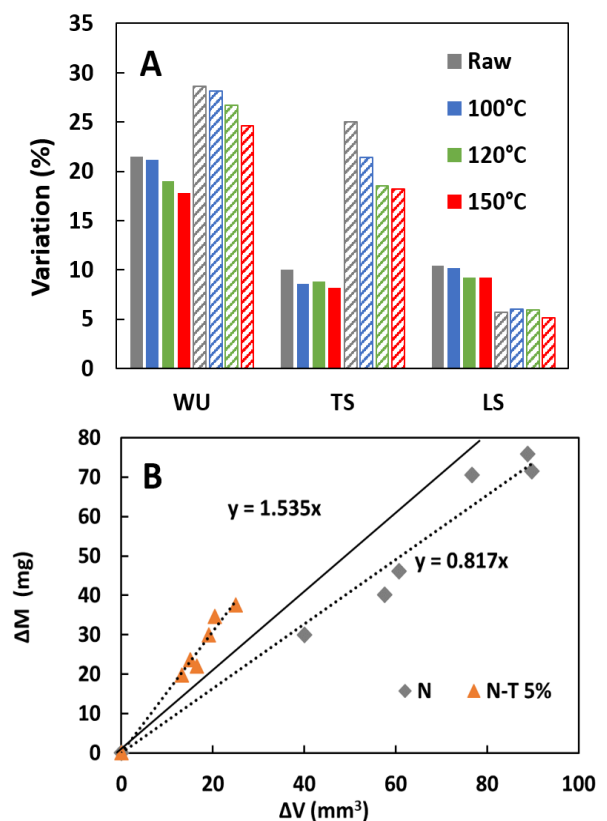 A
Variation (%)
35
30
25
20
15
10
5
0
Raw
100°C
120°C
150°C
WU TS LS
B
ΔM (mg)
80
70
60
50
40
30
20
10
0
y = 1.535x
y = 0.817x
N N-T 5%
0 20 40 60 80 100
ΔV (mm³)